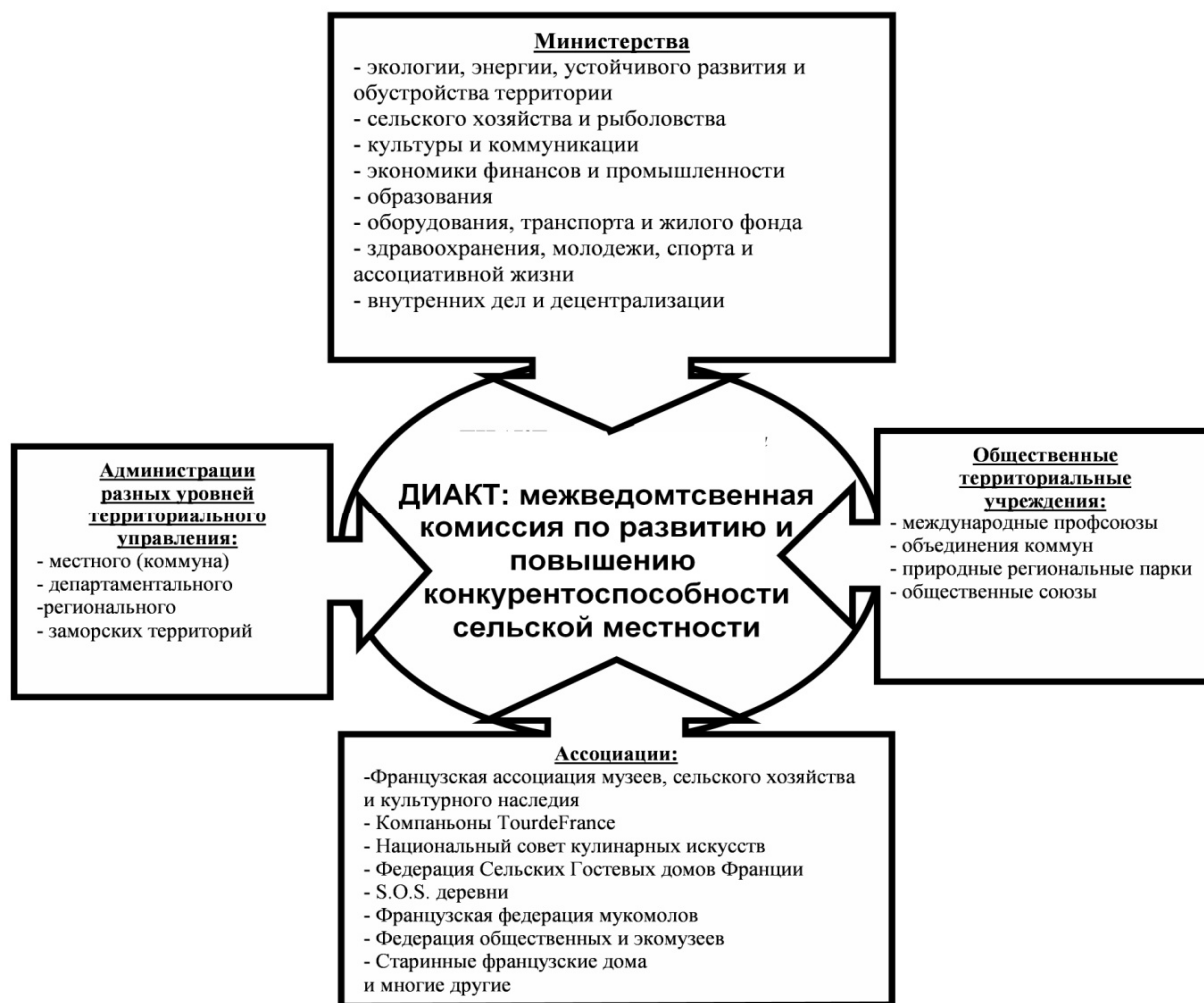 Министерства
- экологии, энергии, устойчивого развития и
обустройства территории
- сельского хозяйства и рыболовства
- культуры и коммуникации
- экономики финансов и промышленности
- образования
- оборудования, транспорта и жилого фонда
- здравоохранения, молодежи, спорта и
ассоциативной жизни
- внутренних дел и децентрализации
Администрации
разных уровней
территориального
управления:
- местного (коммуна)
- департаментального
-регионального
- заморских территорий
ДИАКТ: межведомтсвенная
комиссия по развитию и
повышению
конкурентоспособности
сельской местности
Общественные
территориальные
учреждения:
- международные профсоюзы
- объединения коммун
- природные региональные парки
- общественные союзы
Ассоциации:
-Французская ассоциация музеев, сельского хозяйства
и культурного наследия
- Компаньоны TourdeFrance
- Национальный совет кулинарных искусств
- Федерация Сельских Гостевых домов Франции
- S.O.S. деревни
- Французская федерация мукомолов
- Федерация общественных и экомузеев
- Старинные французские дома
и многие другие